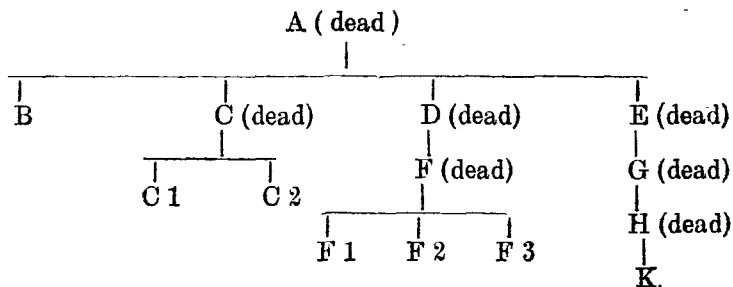 A (dead)
B C (dead) D (dead) E (dead)
C 1 C 2 F (dead) G (dead)
H (dead)
F 1 F 2 F 3
K.